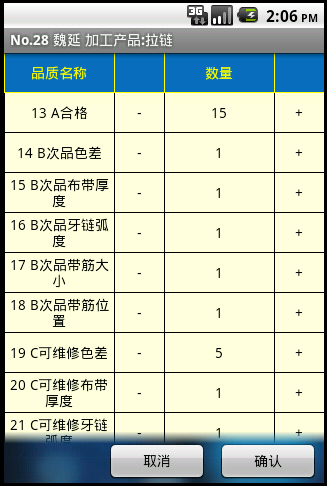 3G 2:06 PM
No.28 魏延 加工产品:拉链
品质名称 数量
13 A合格 - 15 +
14 B次品色差 - 1 +
15 B次品布带厚
度 - 1 +
16 B次品牙链弧
度 - 1 +
17 B次品带筋大
小 - 1 +
18 B次品带筋位
置 - 1 +
19 C可维修色差 - 5 +
20 C可维修布带
厚度 - 1 +
21 C可维修牙链
弧度 - 1 +
取消 确认